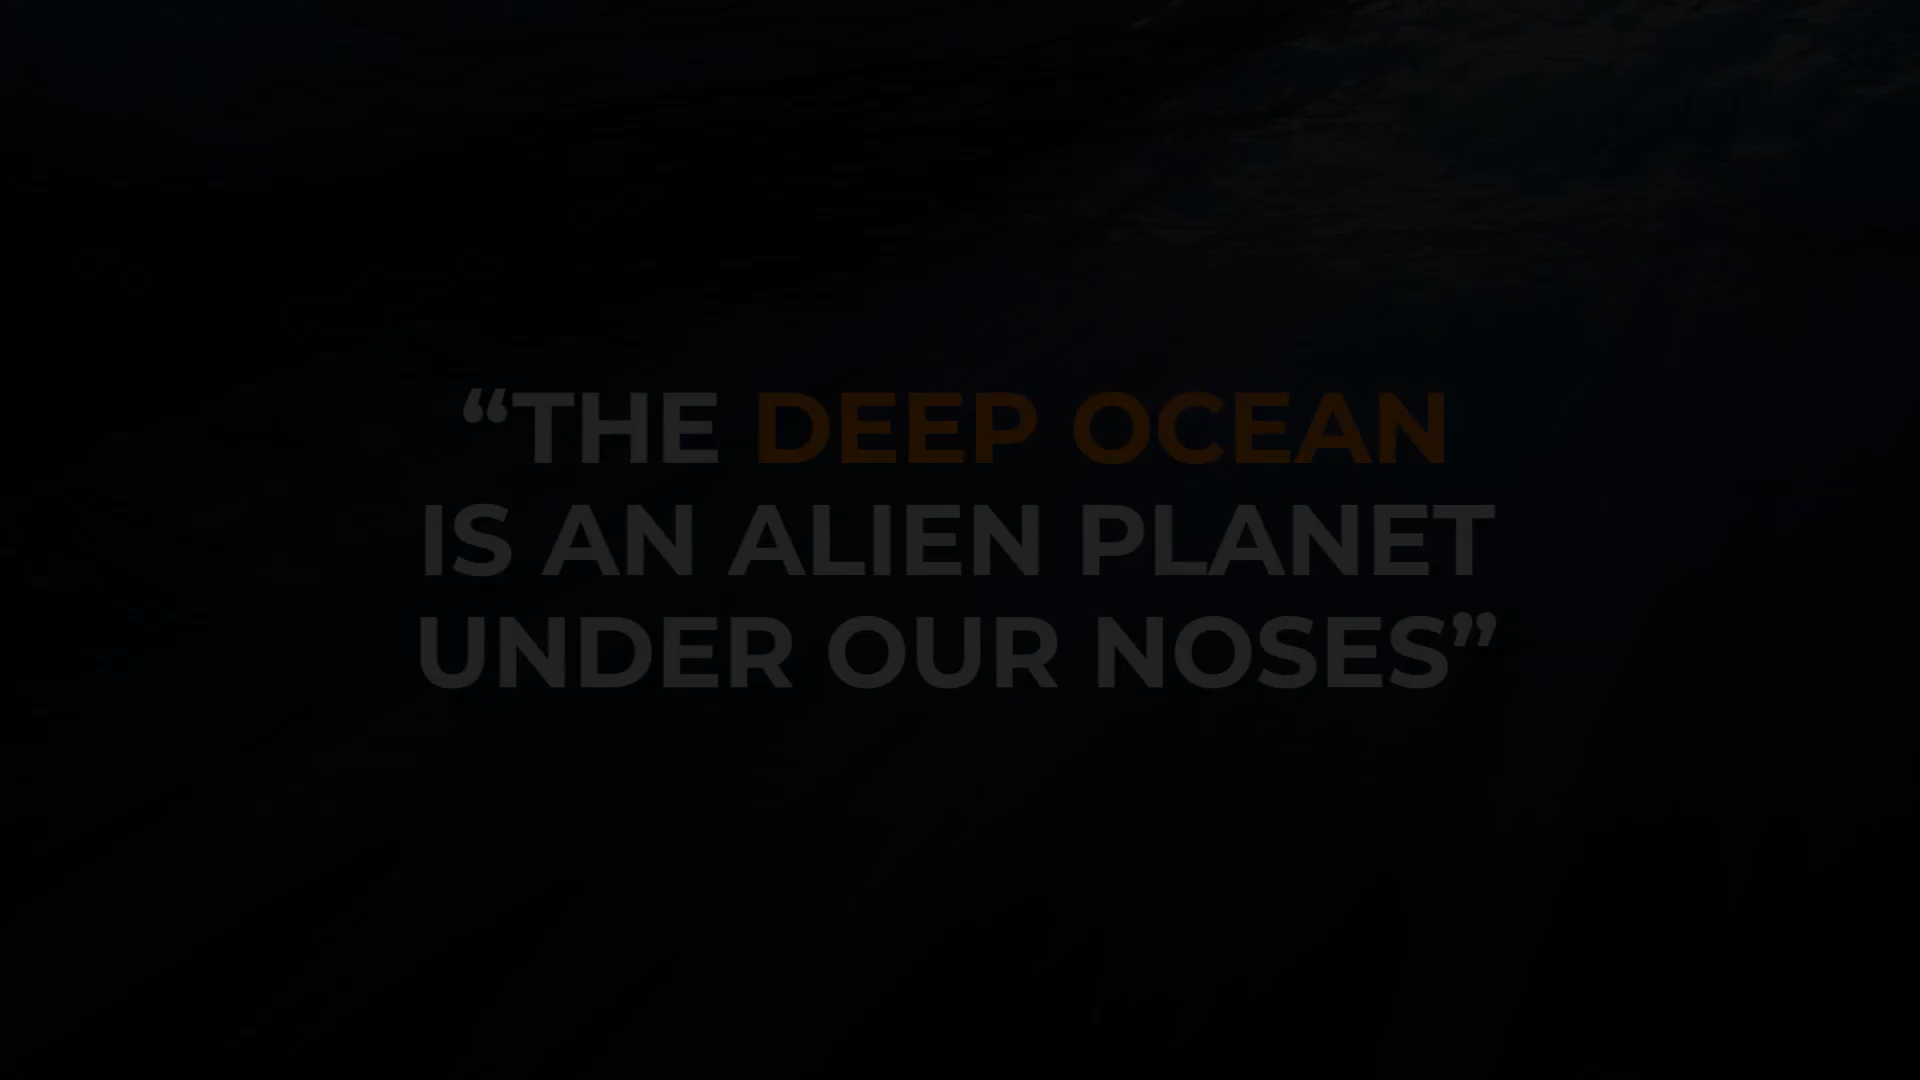 “THE DEEP OCEAN
IS AN ALIEN PLANET
UNDER OUR NOSES”